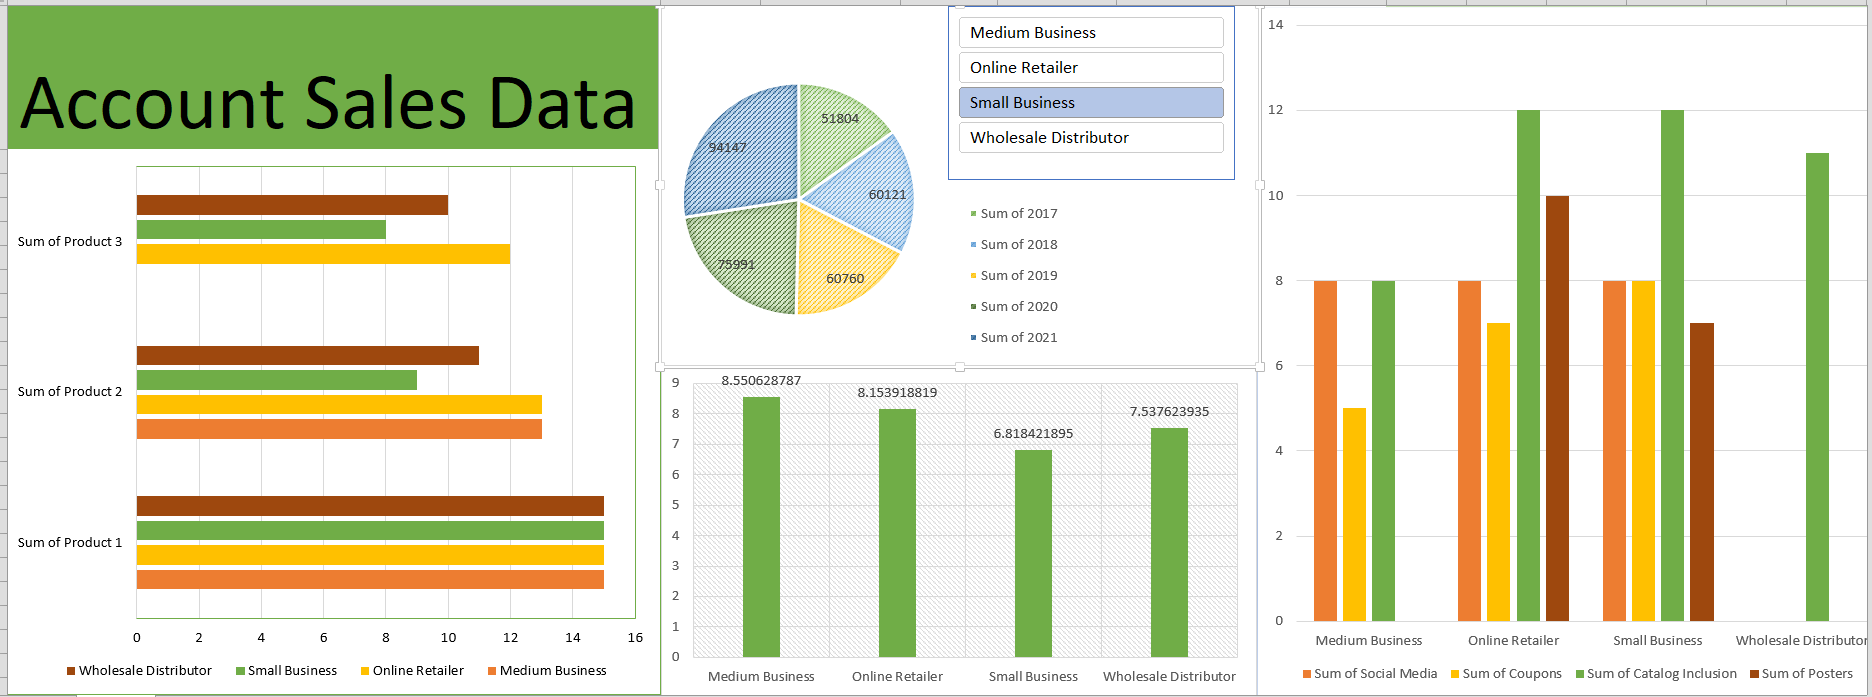 Account Sales Data
Sum of Product 3
Sum of Product 2
Sum of Product 1
0 2 4 6 8 10 12 14 16
Wholesale Distributor Small Business Online Retailer Medium Business
51804
60121
60760
75991
94147
Medium Business
Online Retailer
Small Business
Wholesale Distributor
Sum of 2017
Sum of 2018
Sum of 2019
Sum of 2020
Sum of 2021
9
8
7
6
5
4
3
2
1
0
8.550628787
8.153918819
6.818421895
7.537623935
Medium Business Online Retailer Small Business Wholesale Distributor
14
12
10
8
6
4
2
0
Medium Business Online Retailer Small Business Wholesale Distributor
Sum of Social Media Sum of Coupons Sum of Catalog Inclusion Sum of Posters